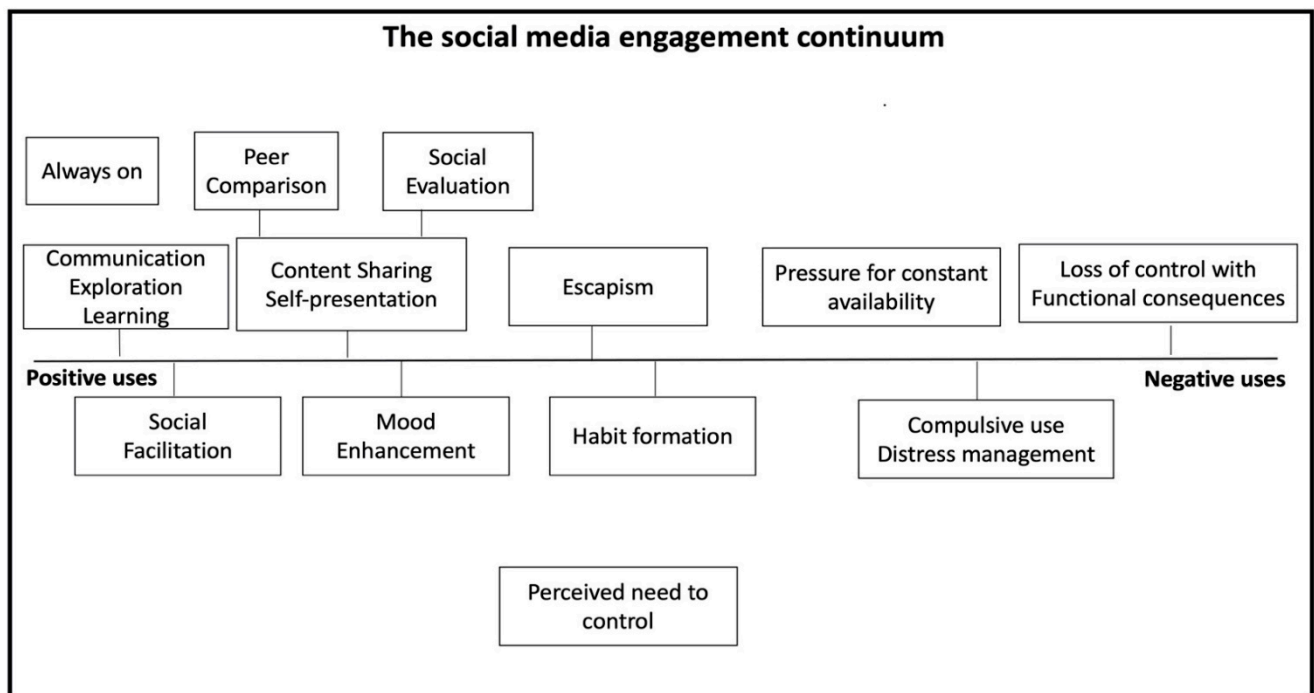 The social media engagement continuum
Always on
Peer
Comparison
Social
Evaluation
Communication
Exploration
Learning
Content Sharing
Self-presentation
Escapism
Pressure for constant
availability
Loss of control with
Functional consequences
Positive uses
Negative uses
Social
Facilitation
Mood
Enhancement
Habit formation
Compulsive use
Distress management
Perceived need to
control